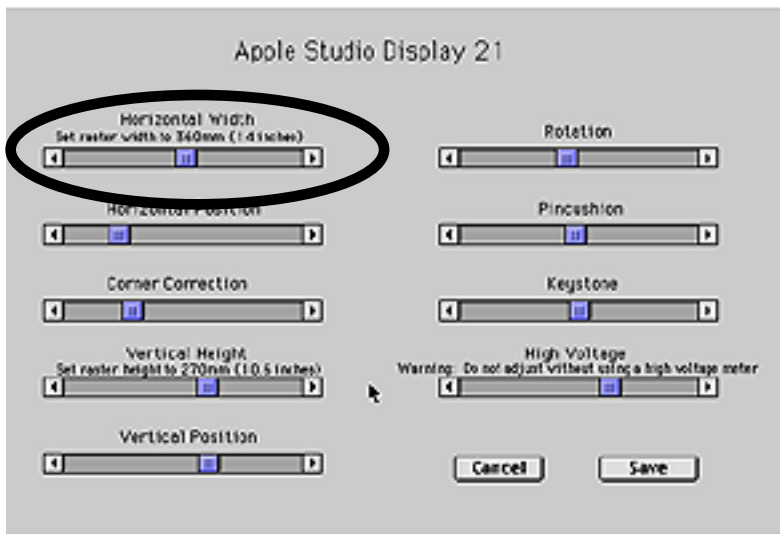 Apple Studio Display 21
Horizontal Width
Set raster width to 360mm (14 inches)
Horizontal Position
Corner Correction
Vertical Height
Set raster height to 270mm (10.6 inches)
Vertical Position
Rotation
Pincushion
Keystone
High Voltage
Warning: Do not adjust without using a high voltage meter
Cancel
Save